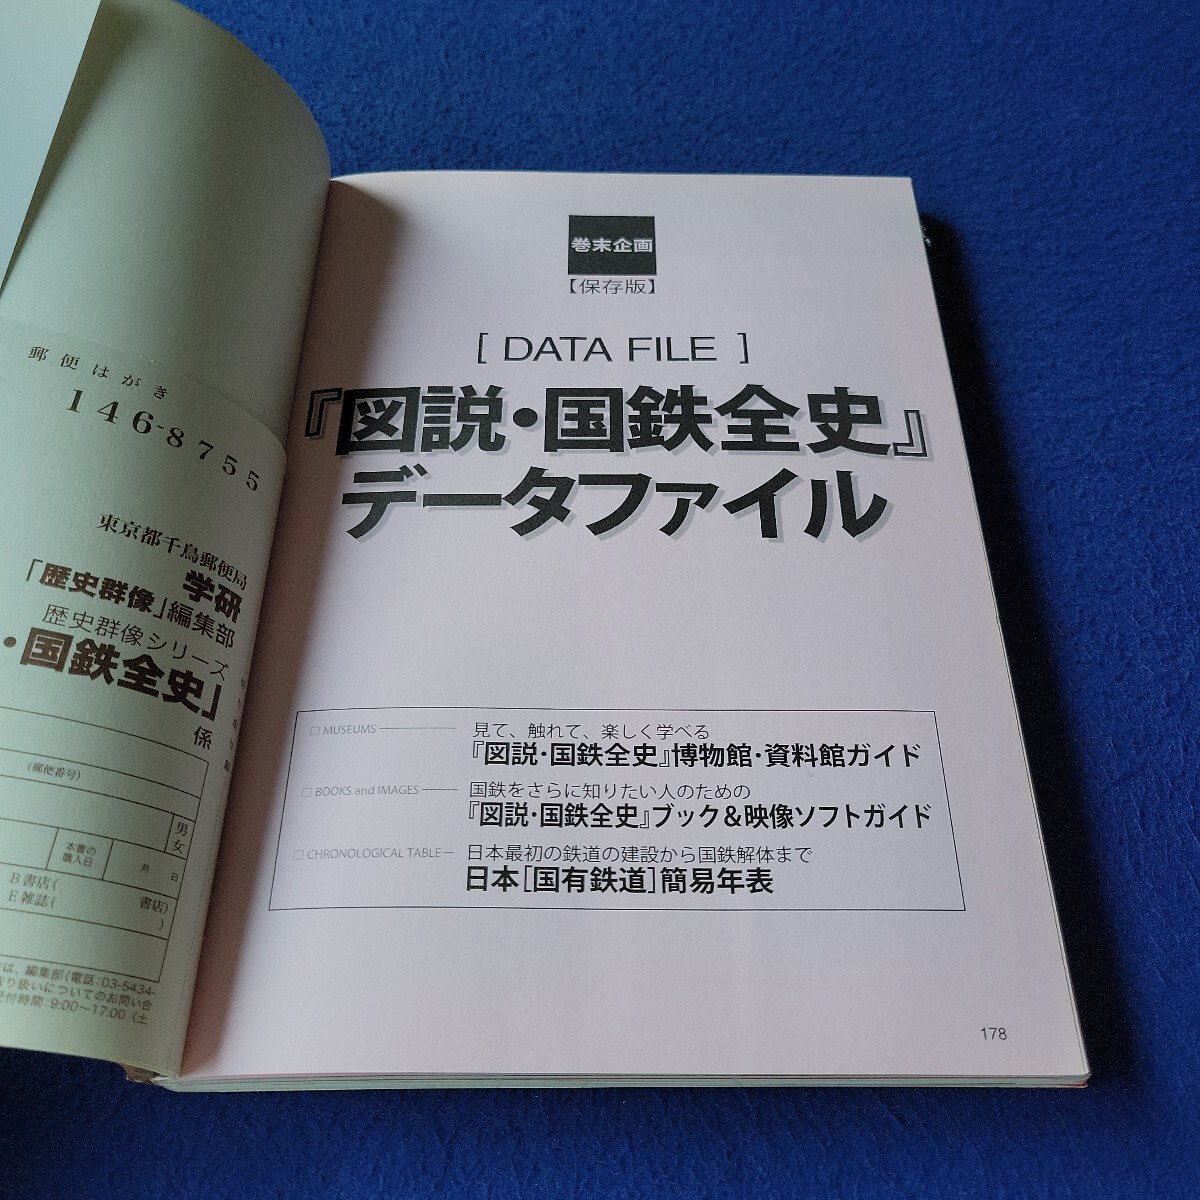 郵便はがき
146-8755
東京都千鳥郵便局
学研
「歴史群像」編集部
歴史群像シリーズ
・国鉄全史」
係
(郵便番号)
男
女
本書の
購入日
月 日
B書店(
書店)
E雑誌(
)
は、編集部(電話:03-5434-
取り扱いについてのお問い合
受付時間:9:00〜17:00(土
巻末企画
【保存版】
[ DATA FILE ]
『図説・国鉄全史』
データファイル
□ MUSEUMS
見て、触れて、楽しく学べる
『図説・国鉄全史』博物館・資料館ガイド
□ BOOKS and IMAGES
国鉄をさらに知りたい人のための
『図説・国鉄全史』ブック&映像ソフトガイド
□ CHRONOLOGICAL TABLE
日本最初の鉄道の建設から国鉄解体まで
日本[国有鉄道]簡易年表
178